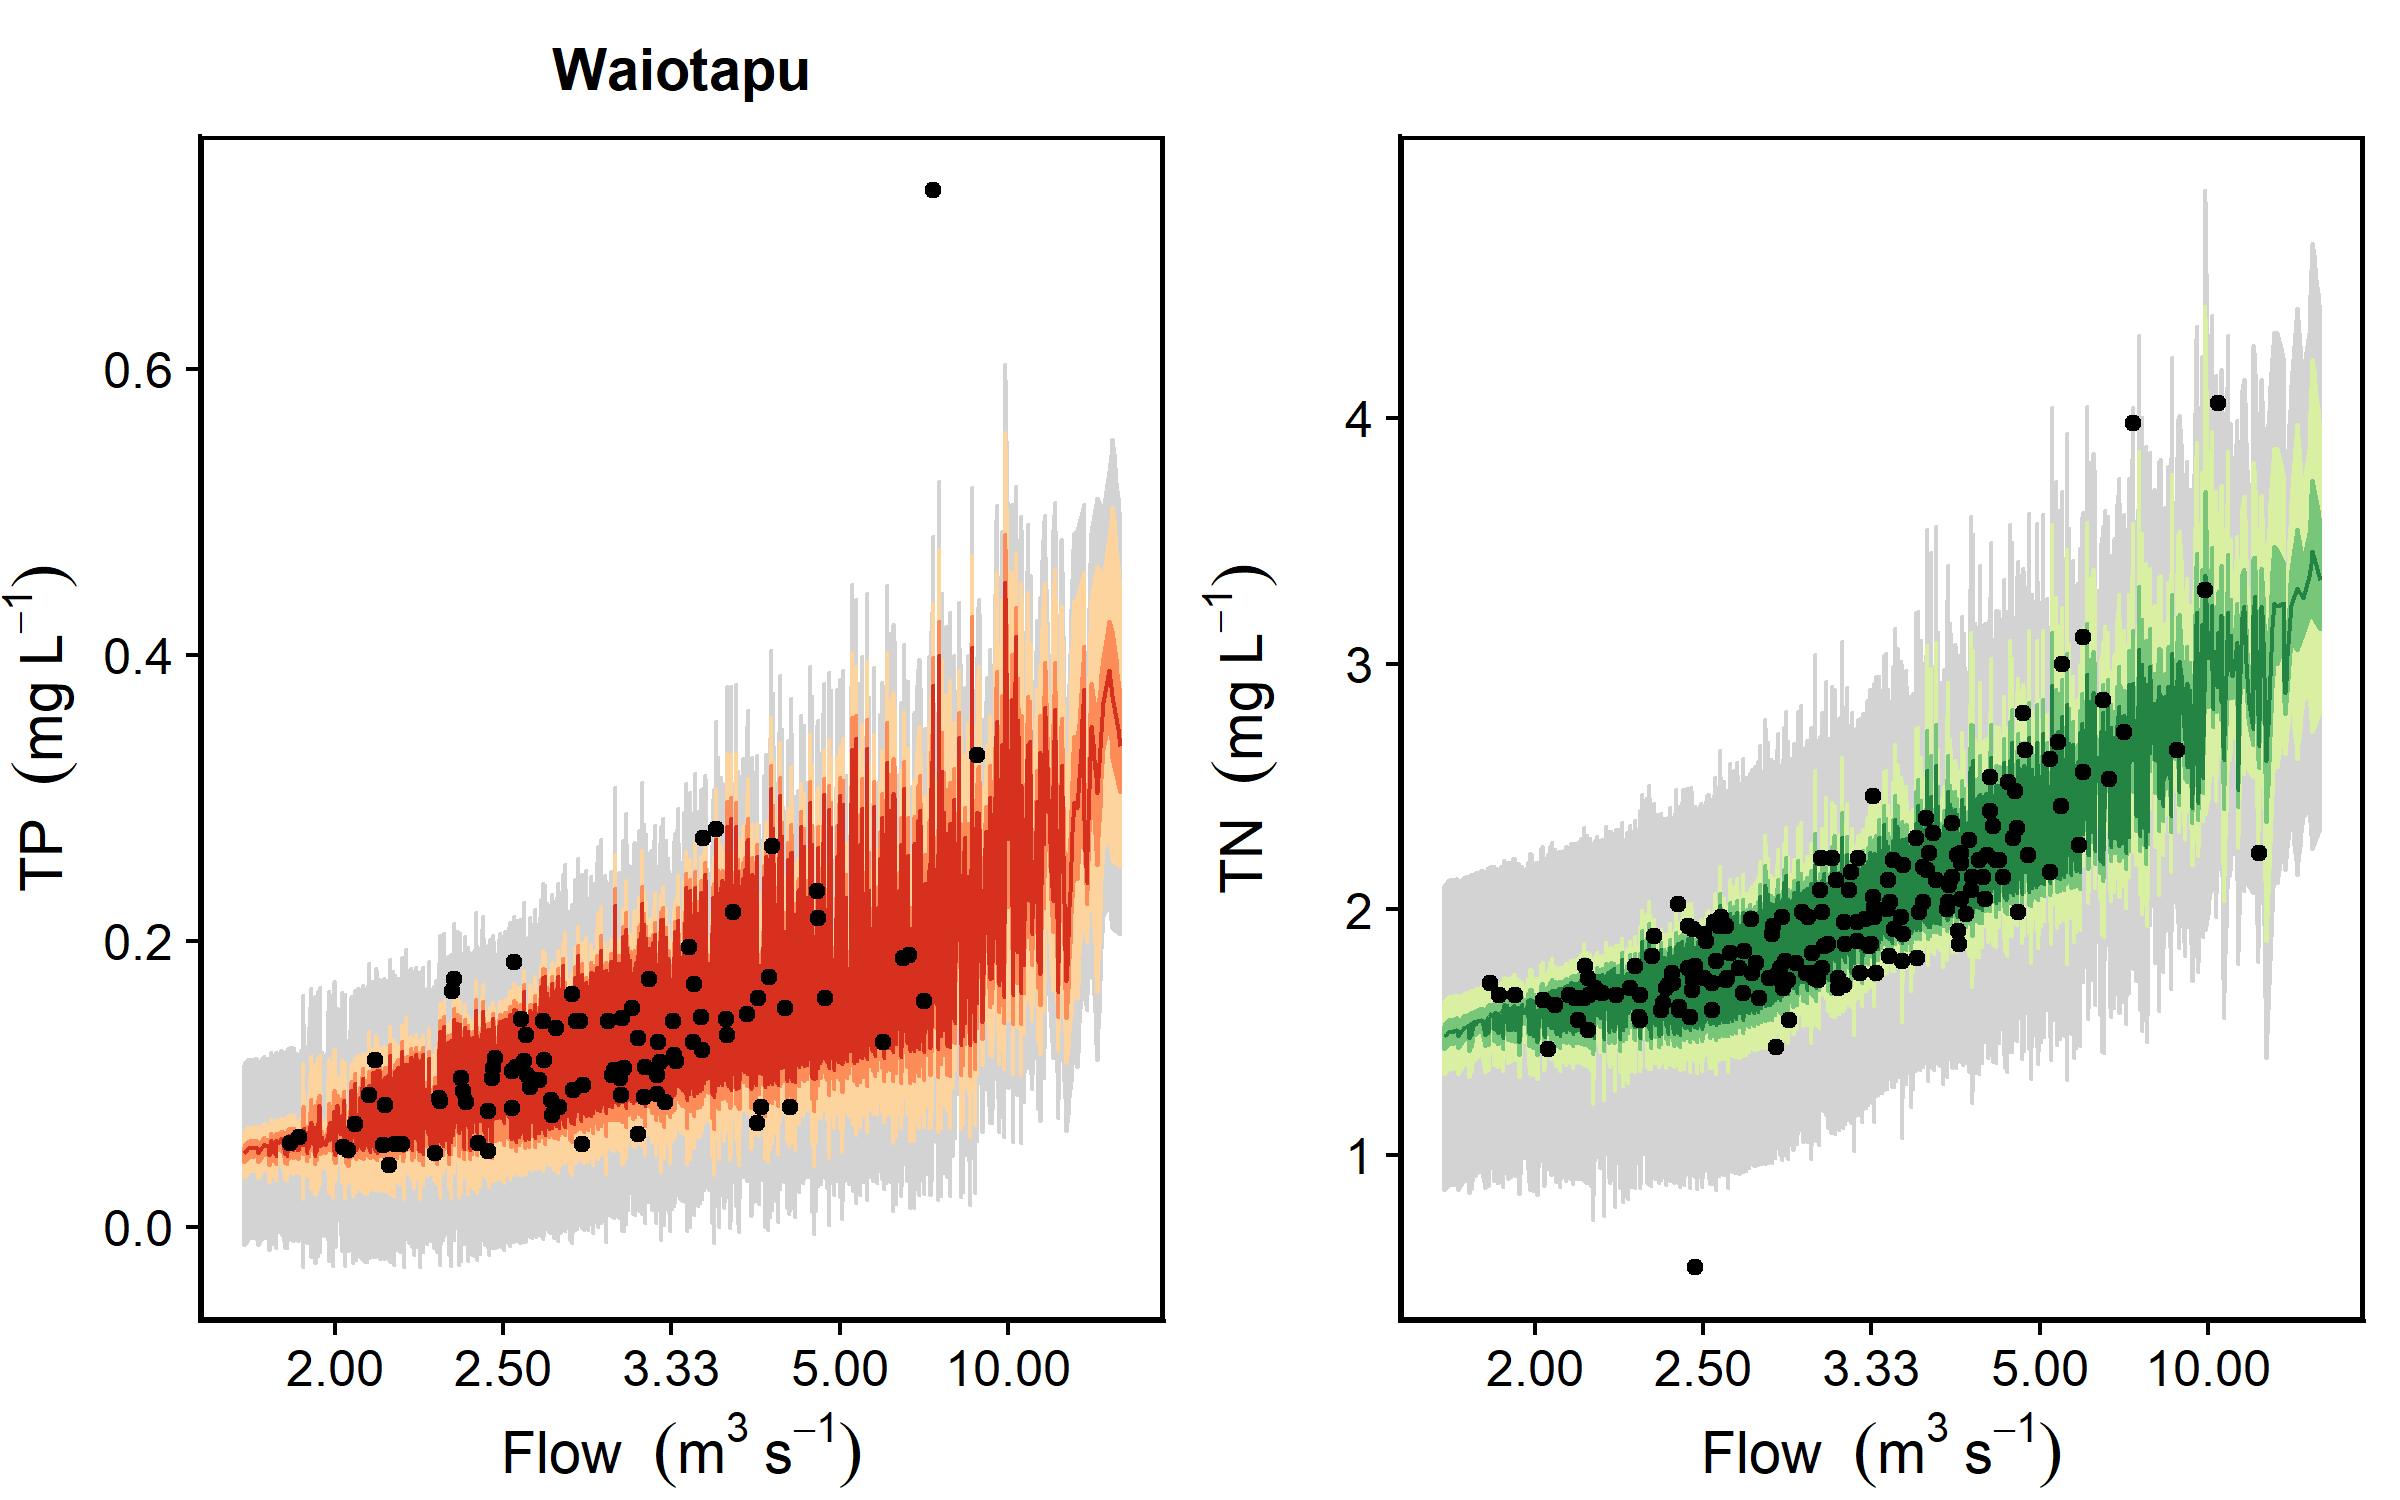 Waiotapu
TP (mg L⁻¹)
0.6
0.4
0.2
0.0
2.00 2.50 3.33 5.00 10.00
Flow (m³ s⁻¹)
TN (mg L⁻¹)
4
3
2
1
2.00 2.50 3.33 5.00 10.00
Flow (m³ s⁻¹)